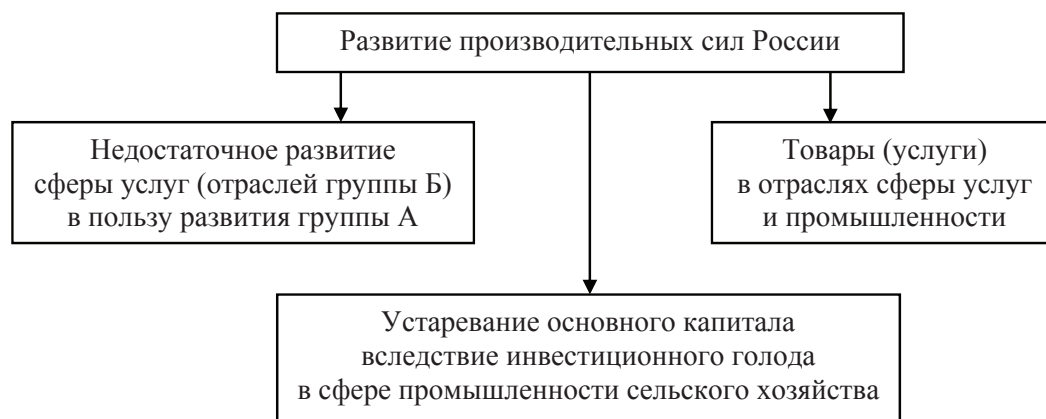 Развитие производительных сил России
Недостаточное развитие
сферы услуг (отраслей группы Б)
в пользу развития группы А
Товары (услуги)
в отраслях сферы услуг
и промышленности
Устаревание основного капитала
вследствие инвестиционного голода
в сфере промышленности сельского хозяйства